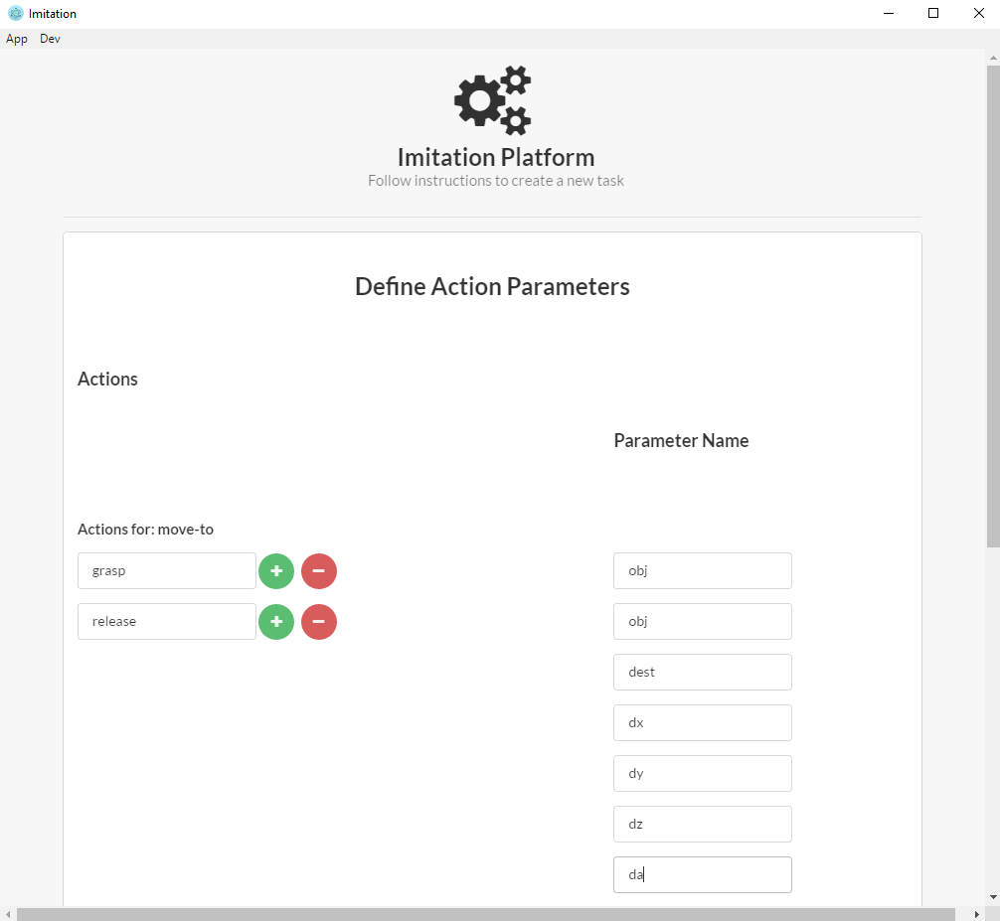 Imitation
App Dev
Imitation Platform
Follow instructions to create a new task
Define Action Parameters
Actions
Parameter Name
Actions for: move-to
grasp
obj
release
obj
dest
dx
dy
dz
da